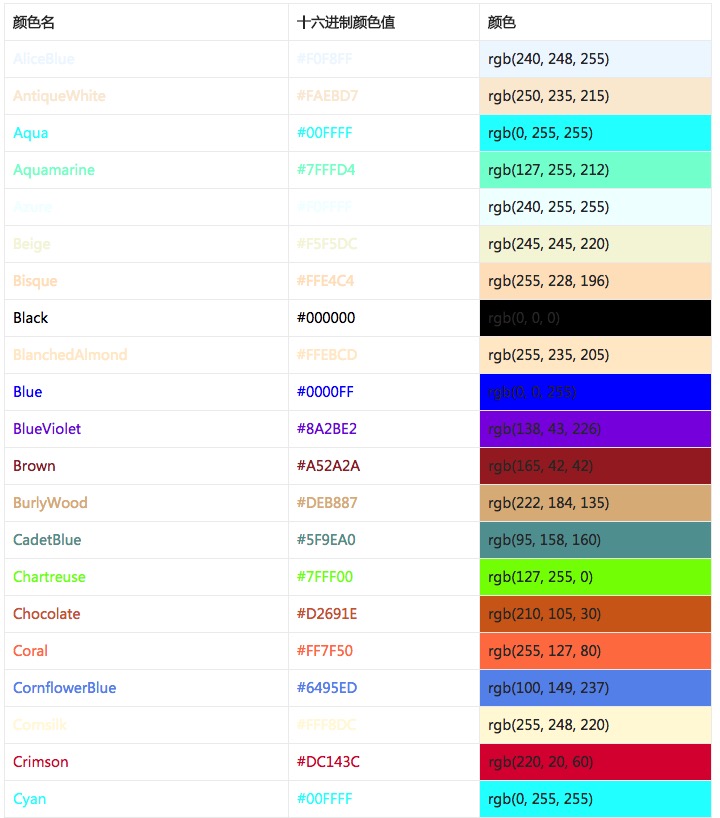 颜色名 十六进制颜色值 颜色
AliceBlue #F0F8FF rgb(240, 248, 255)
AntiqueWhite #FAEBD7 rgb(250, 235, 215)
Aqua #00FFFF rgb(0, 255, 255)
Aquamarine #7FFFD4 rgb(127, 255, 212)
Azure #F0FFFF rgb(240, 255, 255)
Beige #F5F5DC rgb(245, 245, 220)
Bisque #FFE4C4 rgb(255, 228, 196)
Black #000000 rgb(0, 0, 0)
BlanchedAlmond #FFEBCD rgb(255, 235, 205)
Blue #0000FF rgb(0, 0, 255)
BlueViolet #8A2BE2 rgb(138, 43, 226)
Brown #A52A2A rgb(165, 42, 42)
BurlyWood #DEB887 rgb(222, 184, 135)
CadetBlue #5F9EA0 rgb(95, 158, 160)
Chartreuse #7FFF00 rgb(127, 255, 0)
Chocolate #D2691E rgb(210, 105, 30)
Coral #FF7F50 rgb(255, 127, 80)
CornflowerBlue #6495ED rgb(100, 149, 237)
Cornsilk #FFF8DC rgb(255, 248, 220)
Crimson #DC143C rgb(220, 20, 60)
Cyan #00FFFF rgb(0, 255, 255)